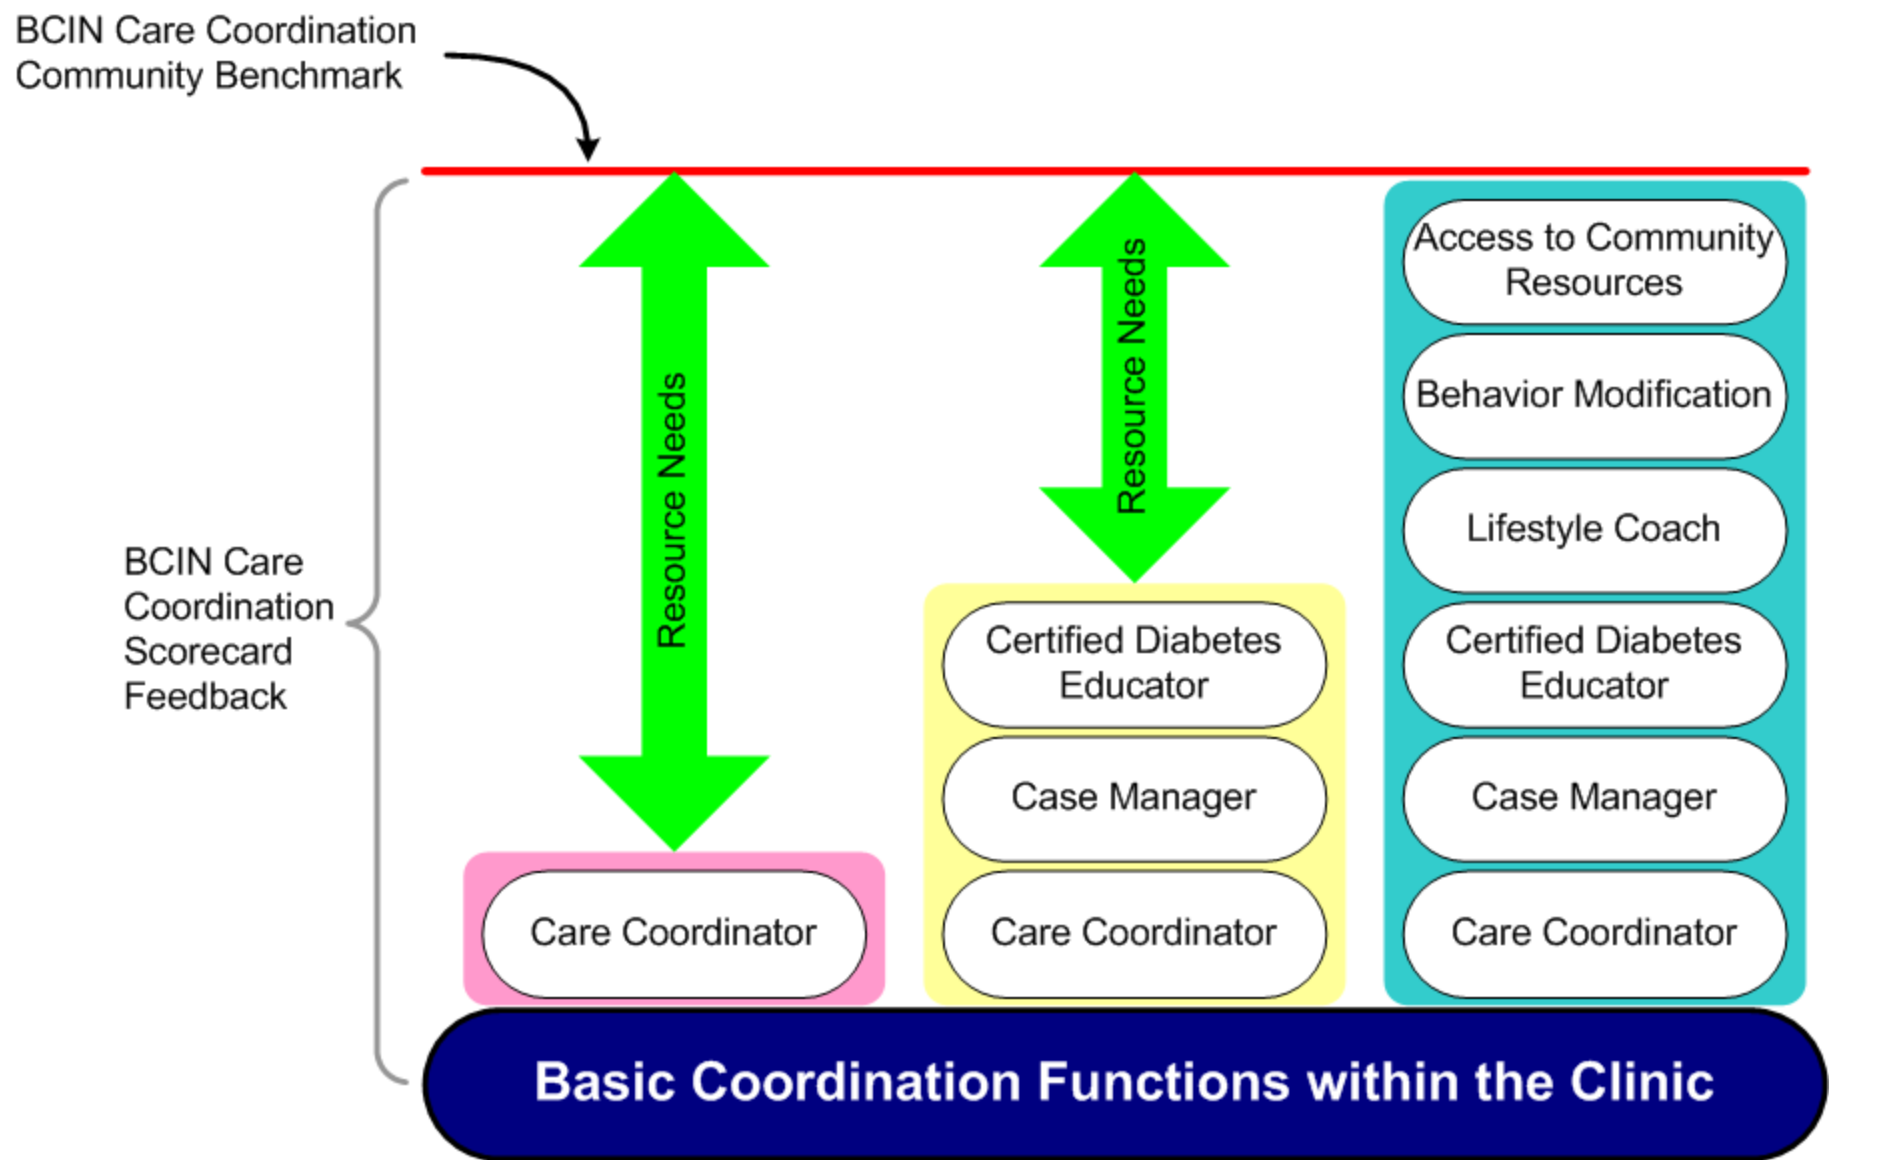 BCIN Care Coordination
Community Benchmark
BCIN Care
Coordination
Scorecard
Feedback
Resource Needs
Care Coordinator
Resource Needs
Certified Diabetes
Educator
Case Manager
Care Coordinator
Access to Community
Resources
Behavior Modification
Lifestyle Coach
Certified Diabetes
Educator
Case Manager
Care Coordinator
Basic Coordination Functions within the Clinic